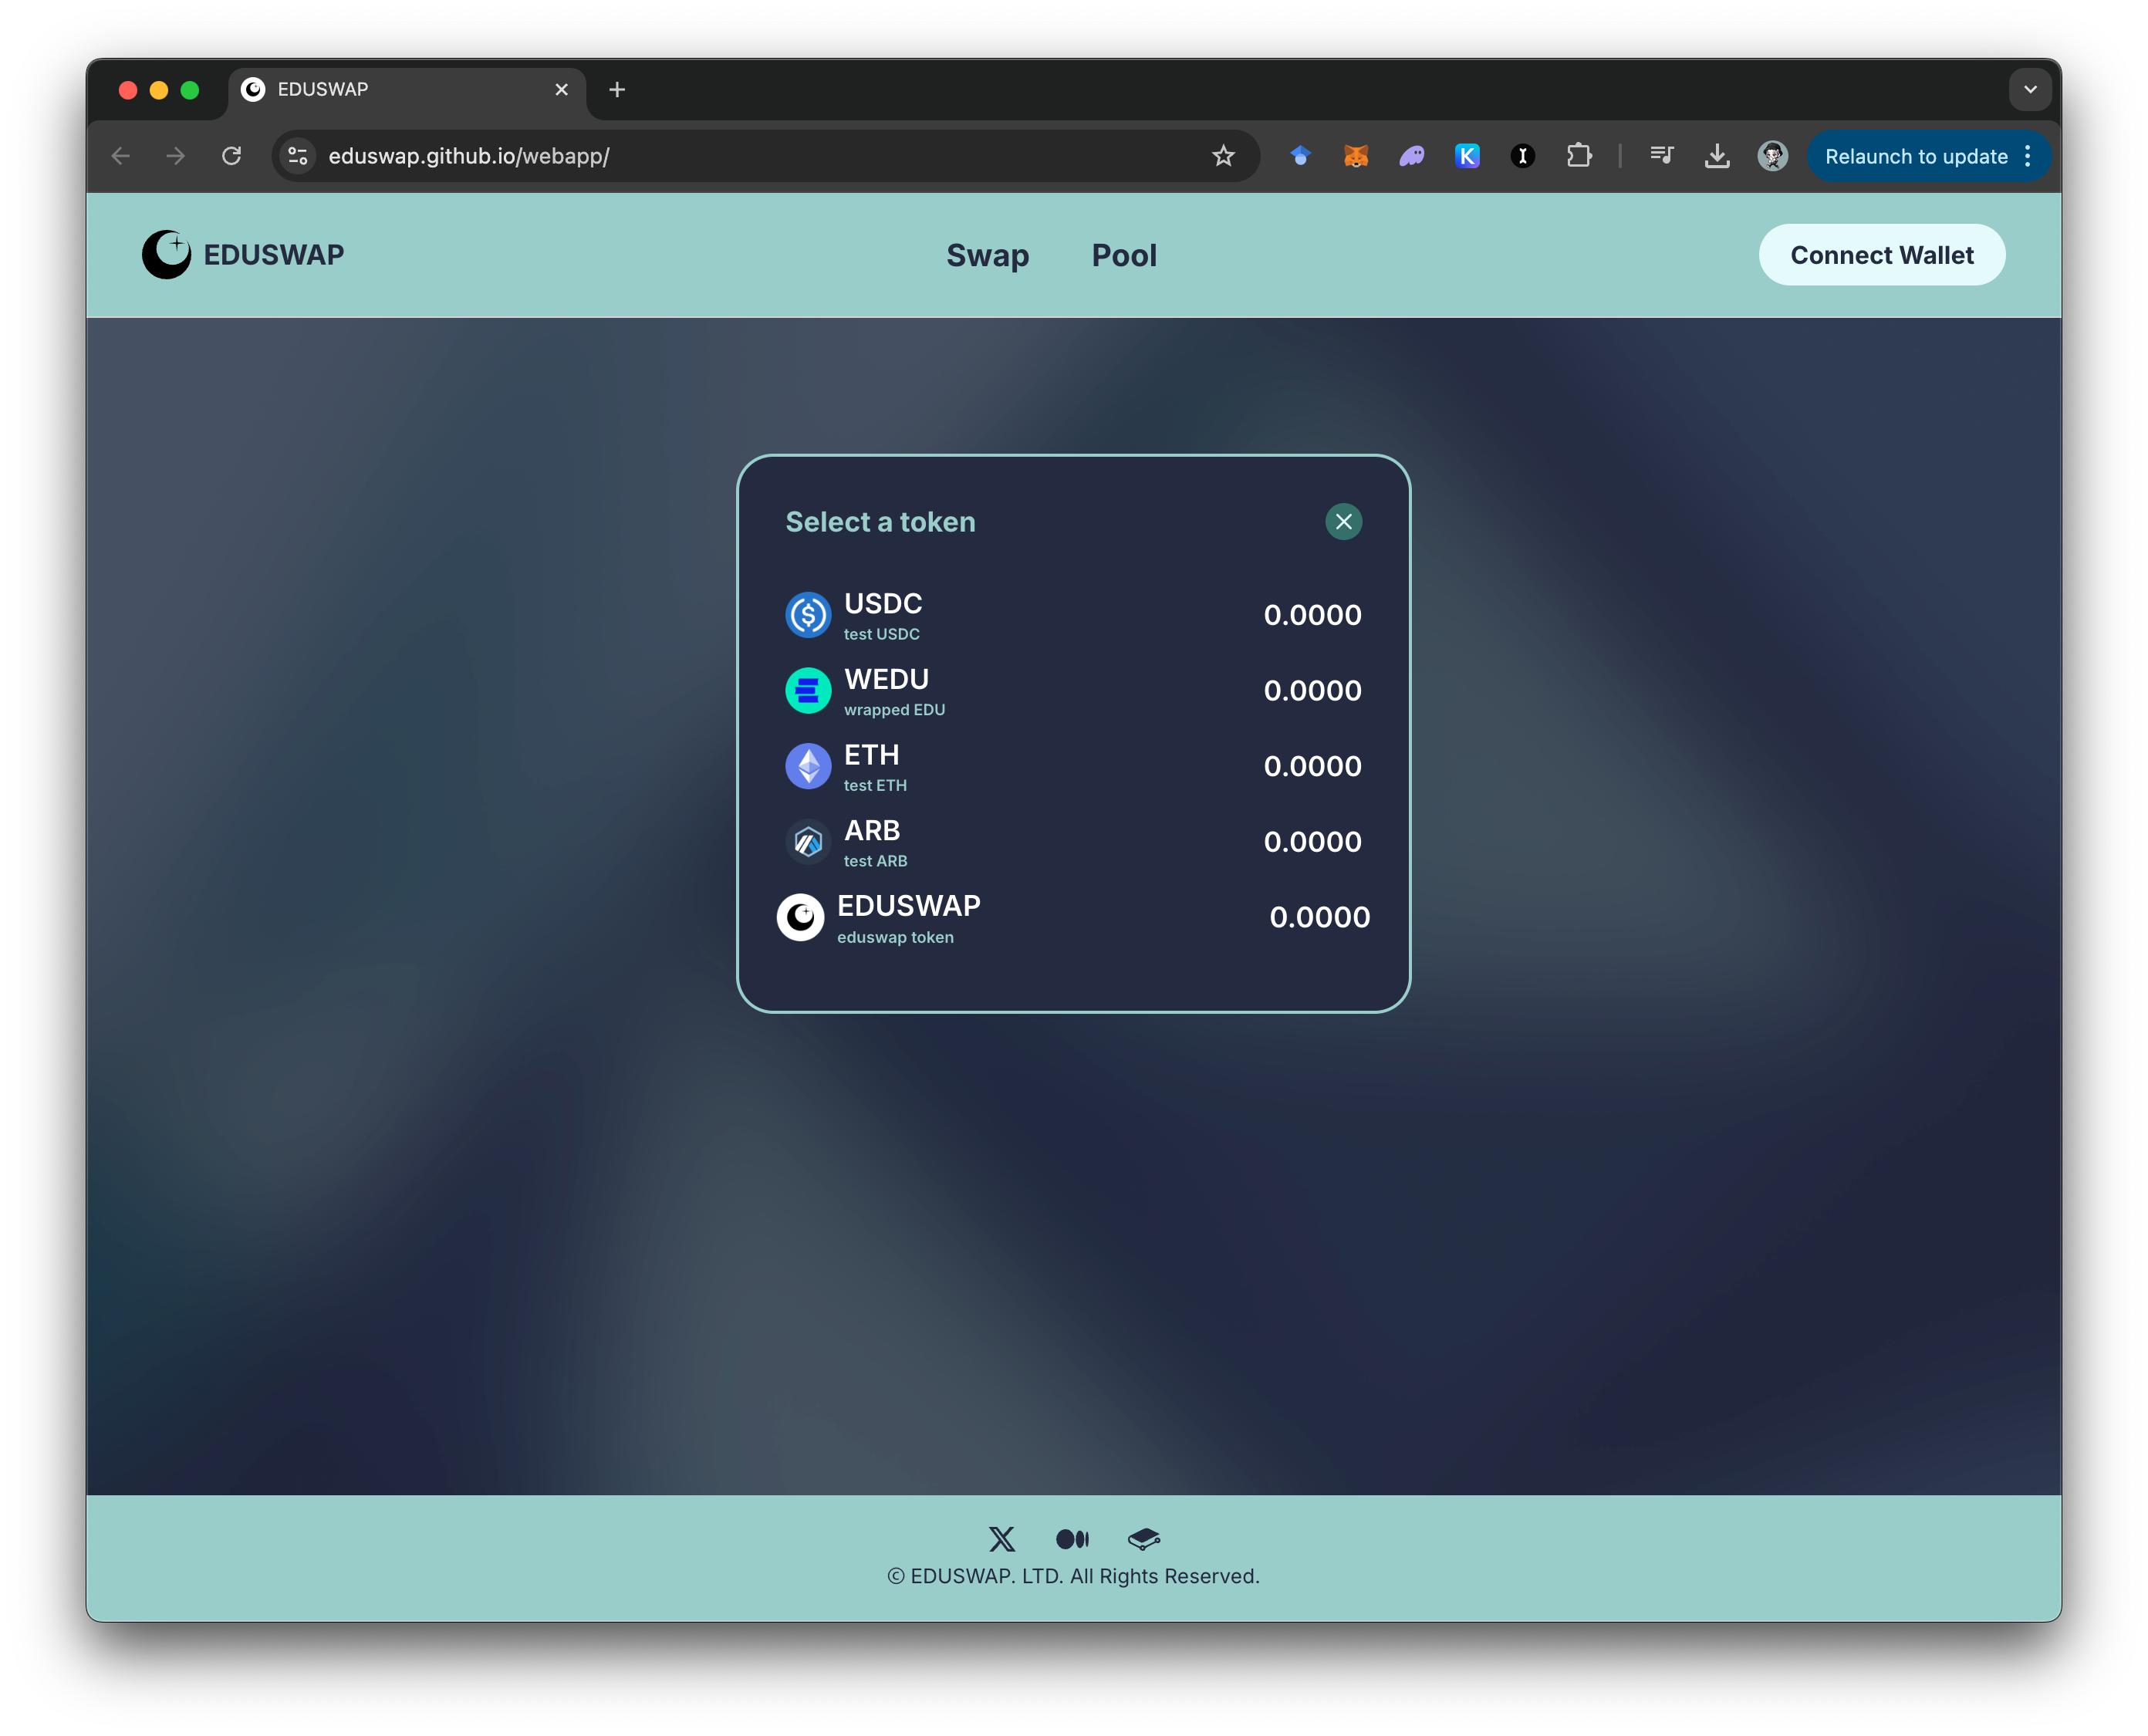 EDUSWAP
eduswap.github.io/webapp/
Relaunch to update
EDUSWAP
Swap
Pool
Connect Wallet
Select a token
USDC
test USDC
0.0000
WEDU
wrapped EDU
0.0000
ETH
test ETH
0.0000
ARB
test ARB
0.0000
EDUSWAP
eduswap token
0.0000
© EDUSWAP. LTD. All Rights Reserved.